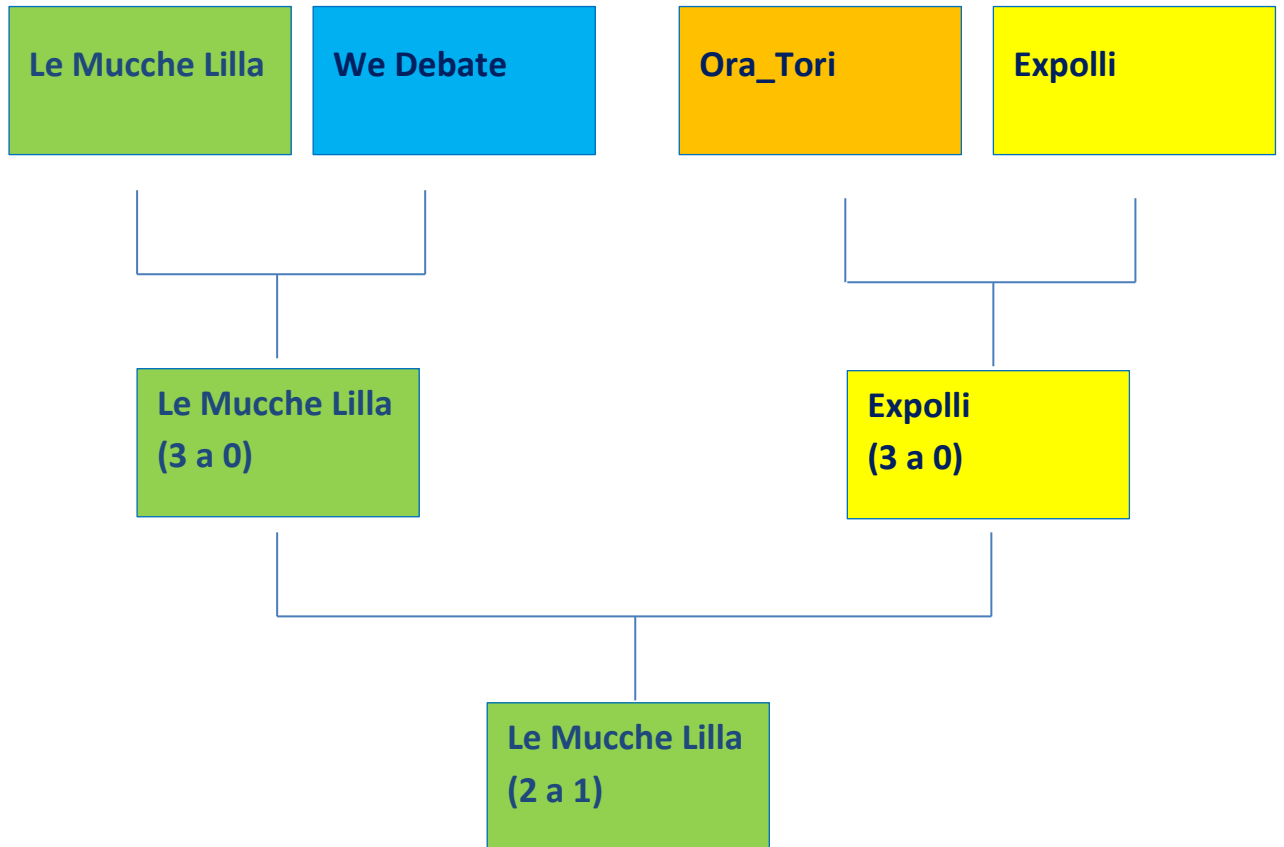 Le Mucche Lilla
We Debate
Ora_Tori
Expolli
Le Mucche Lilla
(3 a 0)
Expolli
(3 a 0)
Le Mucche Lilla
(2 a 1)